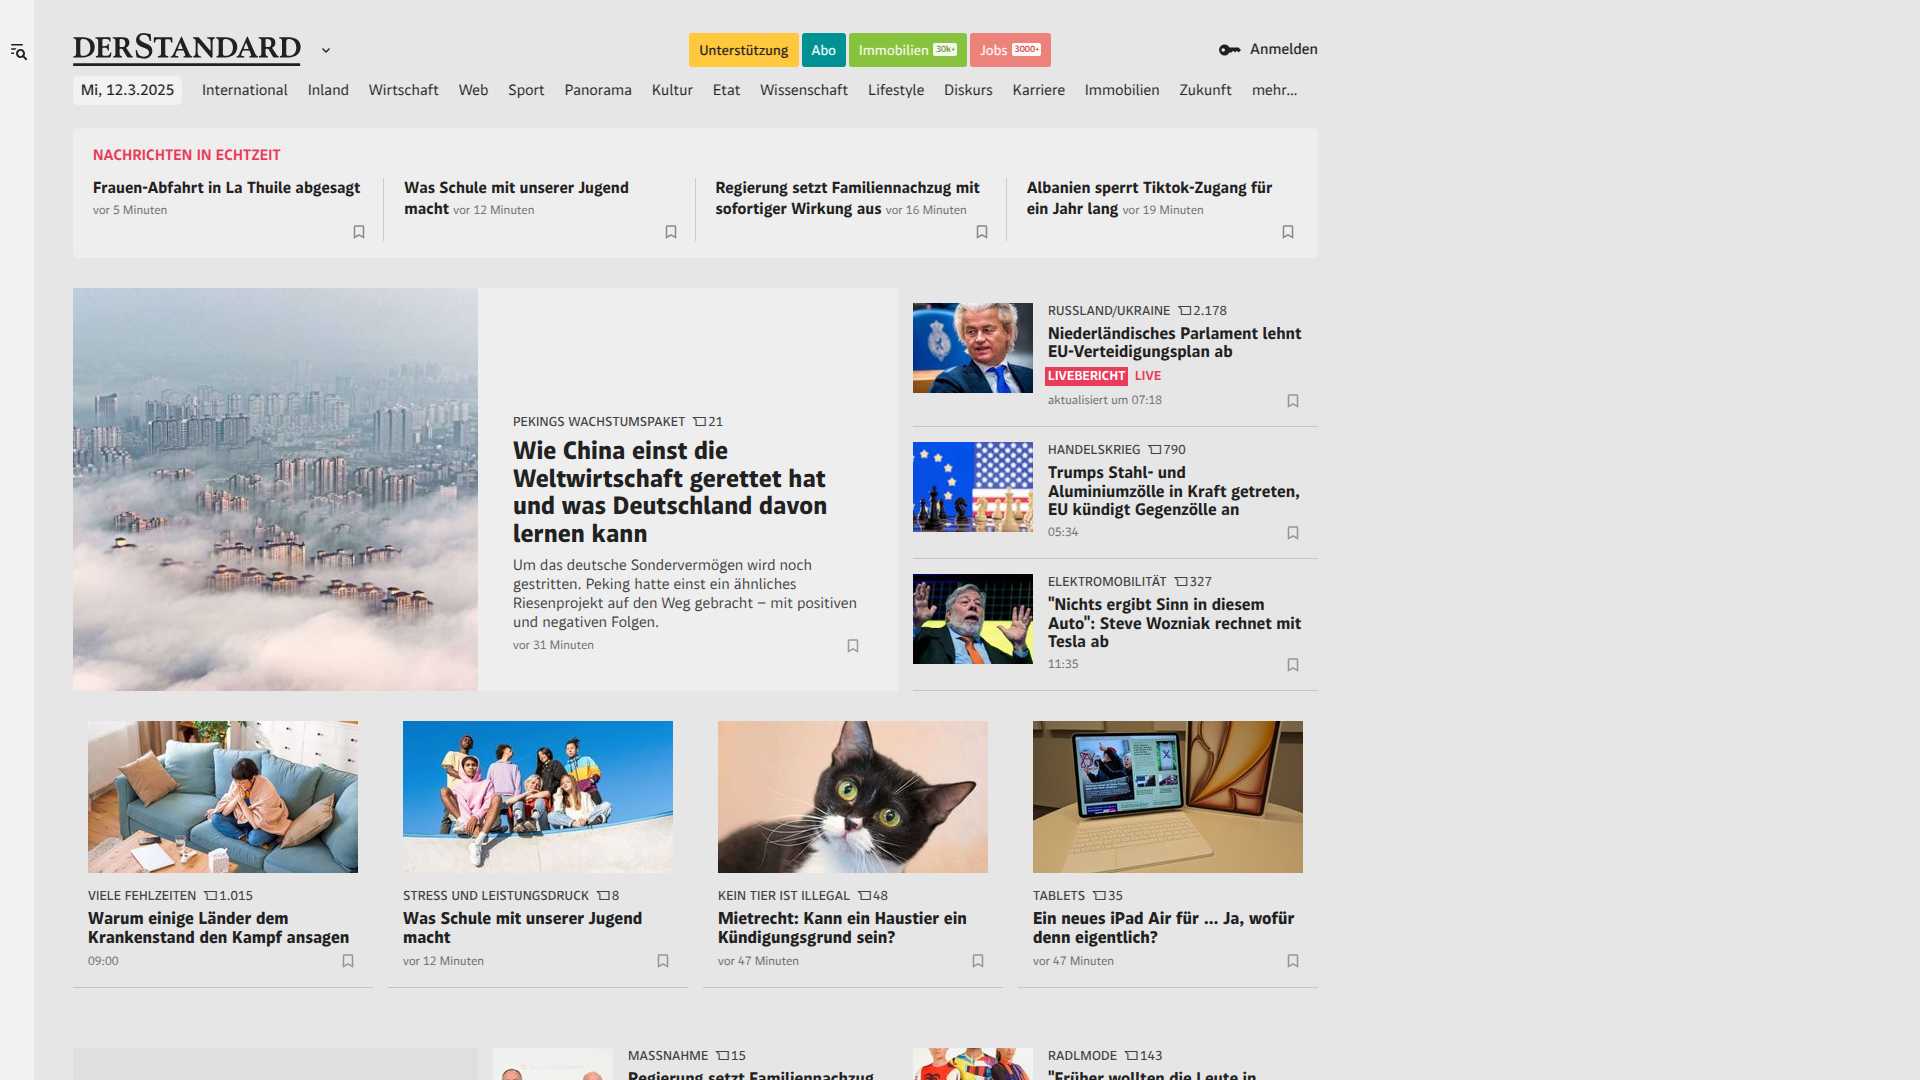 DERSTANDARD
Unterstützung
Abo
Immobilien 30k+
Jobs 3000+
Anmelden
Mi, 12.3.2025
International
Inland
Wirtschaft
Web
Sport
Panorama
Kultur
Etat
Wissenschaft
Lifestyle
Diskurs
Karriere
Immobilien
Zukunft
mehr...
NACHRICHTEN IN ECHTZEIT
Frauen-Abfahrt in La Thuile abgesagt
vor 5 Minuten
Was Schule mit unserer Jugend
macht vor 12 Minuten
Regierung setzt Familiennachzug mit
sofortiger Wirkung aus vor 16 Minuten
Albanien sperrt Tiktok-Zugang für
ein Jahr lang vor 19 Minuten
PEKINGS WACHSTUMSPAKET 21
Wie China einst die
Weltwirtschaft gerettet hat
und was Deutschland davon
lernen kann
Um das deutsche Sondervermögen wird noch
gestritten. Peking hatte einst ein ähnliches
Riesenprojekt auf den Weg gebracht – mit positiven
und negativen Folgen.
vor 31 Minuten
RUSSLAND/UKRAINE 2.178
Niederländisches Parlament lehnt
EU-Verteidigungsplan ab
LIVEBERICHT LIVE
aktualisiert um 07:18
HANDELSKRIEG 790
Trumps Stahl- und
Aluminiumzölle in Kraft getreten,
EU kündigt Gegenzölle an
05:34
ELEKTROMOBILITÄT 327
"Nichts ergibt Sinn in diesem
Auto": Steve Wozniak rechnet mit
Tesla ab
11:35
VIELE FEHLZEITEN 1.015
Warum einige Länder dem
Krankenstand den Kampf ansagen
09:00
STRESS UND LEISTUNGSDRUCK 8
Was Schule mit unserer Jugend
macht
vor 12 Minuten
KEIN TIER IST ILLEGAL 48
Mietrecht: Kann ein Haustier ein
Kündigungsgrund sein?
vor 47 Minuten
TABLETS 35
Ein neues iPad Air für ... Ja, wofür
denn eigentlich?
vor 47 Minuten
MASSNAHME 15
Regierung setzt Familiennachzug
RADLMODE 143
"Früher wollten die Leute in